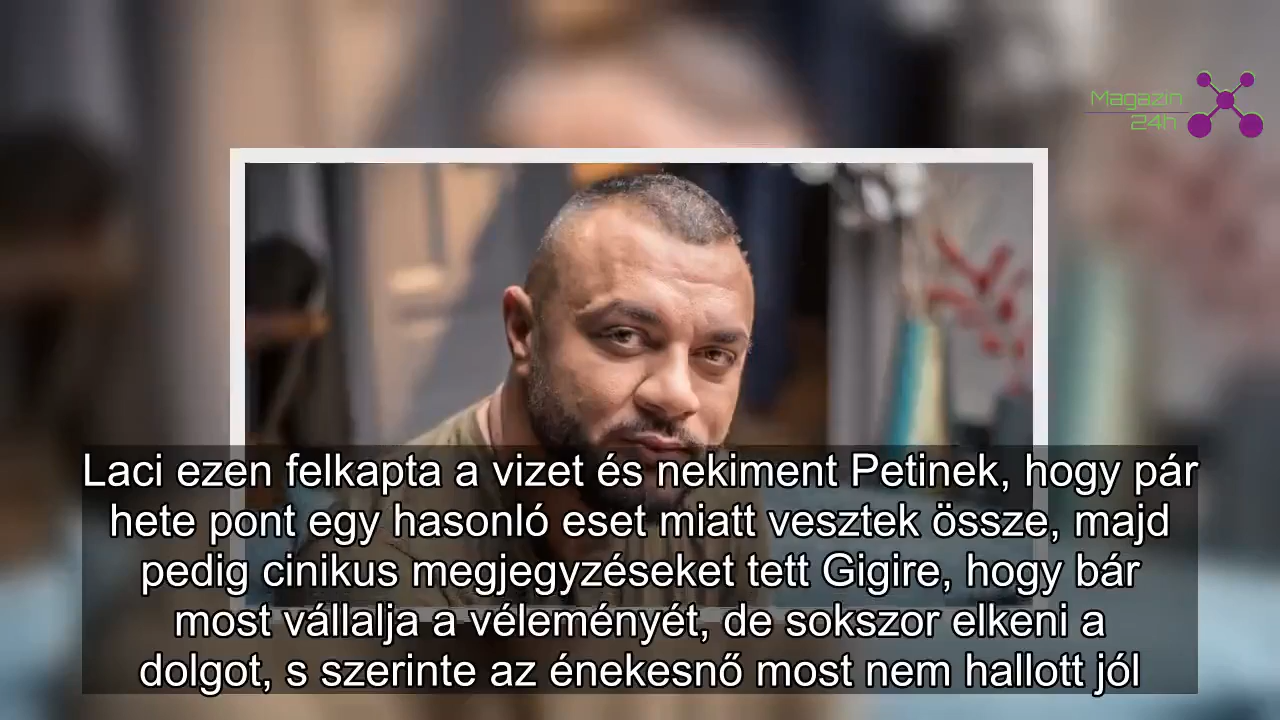 Magazin
24h
Laci ezen felkapta a vizet és nekiment Petinek, hogy pár
hete pont egy hasonló eset miatt vesztek össze, majd
pedig cinikus megjegyzéseket tett Gigire, hogy bár
most vállalja a véleményét, de sokszor elkeni a
dolgot, s szerinte az énekesnő most nem hallott jól